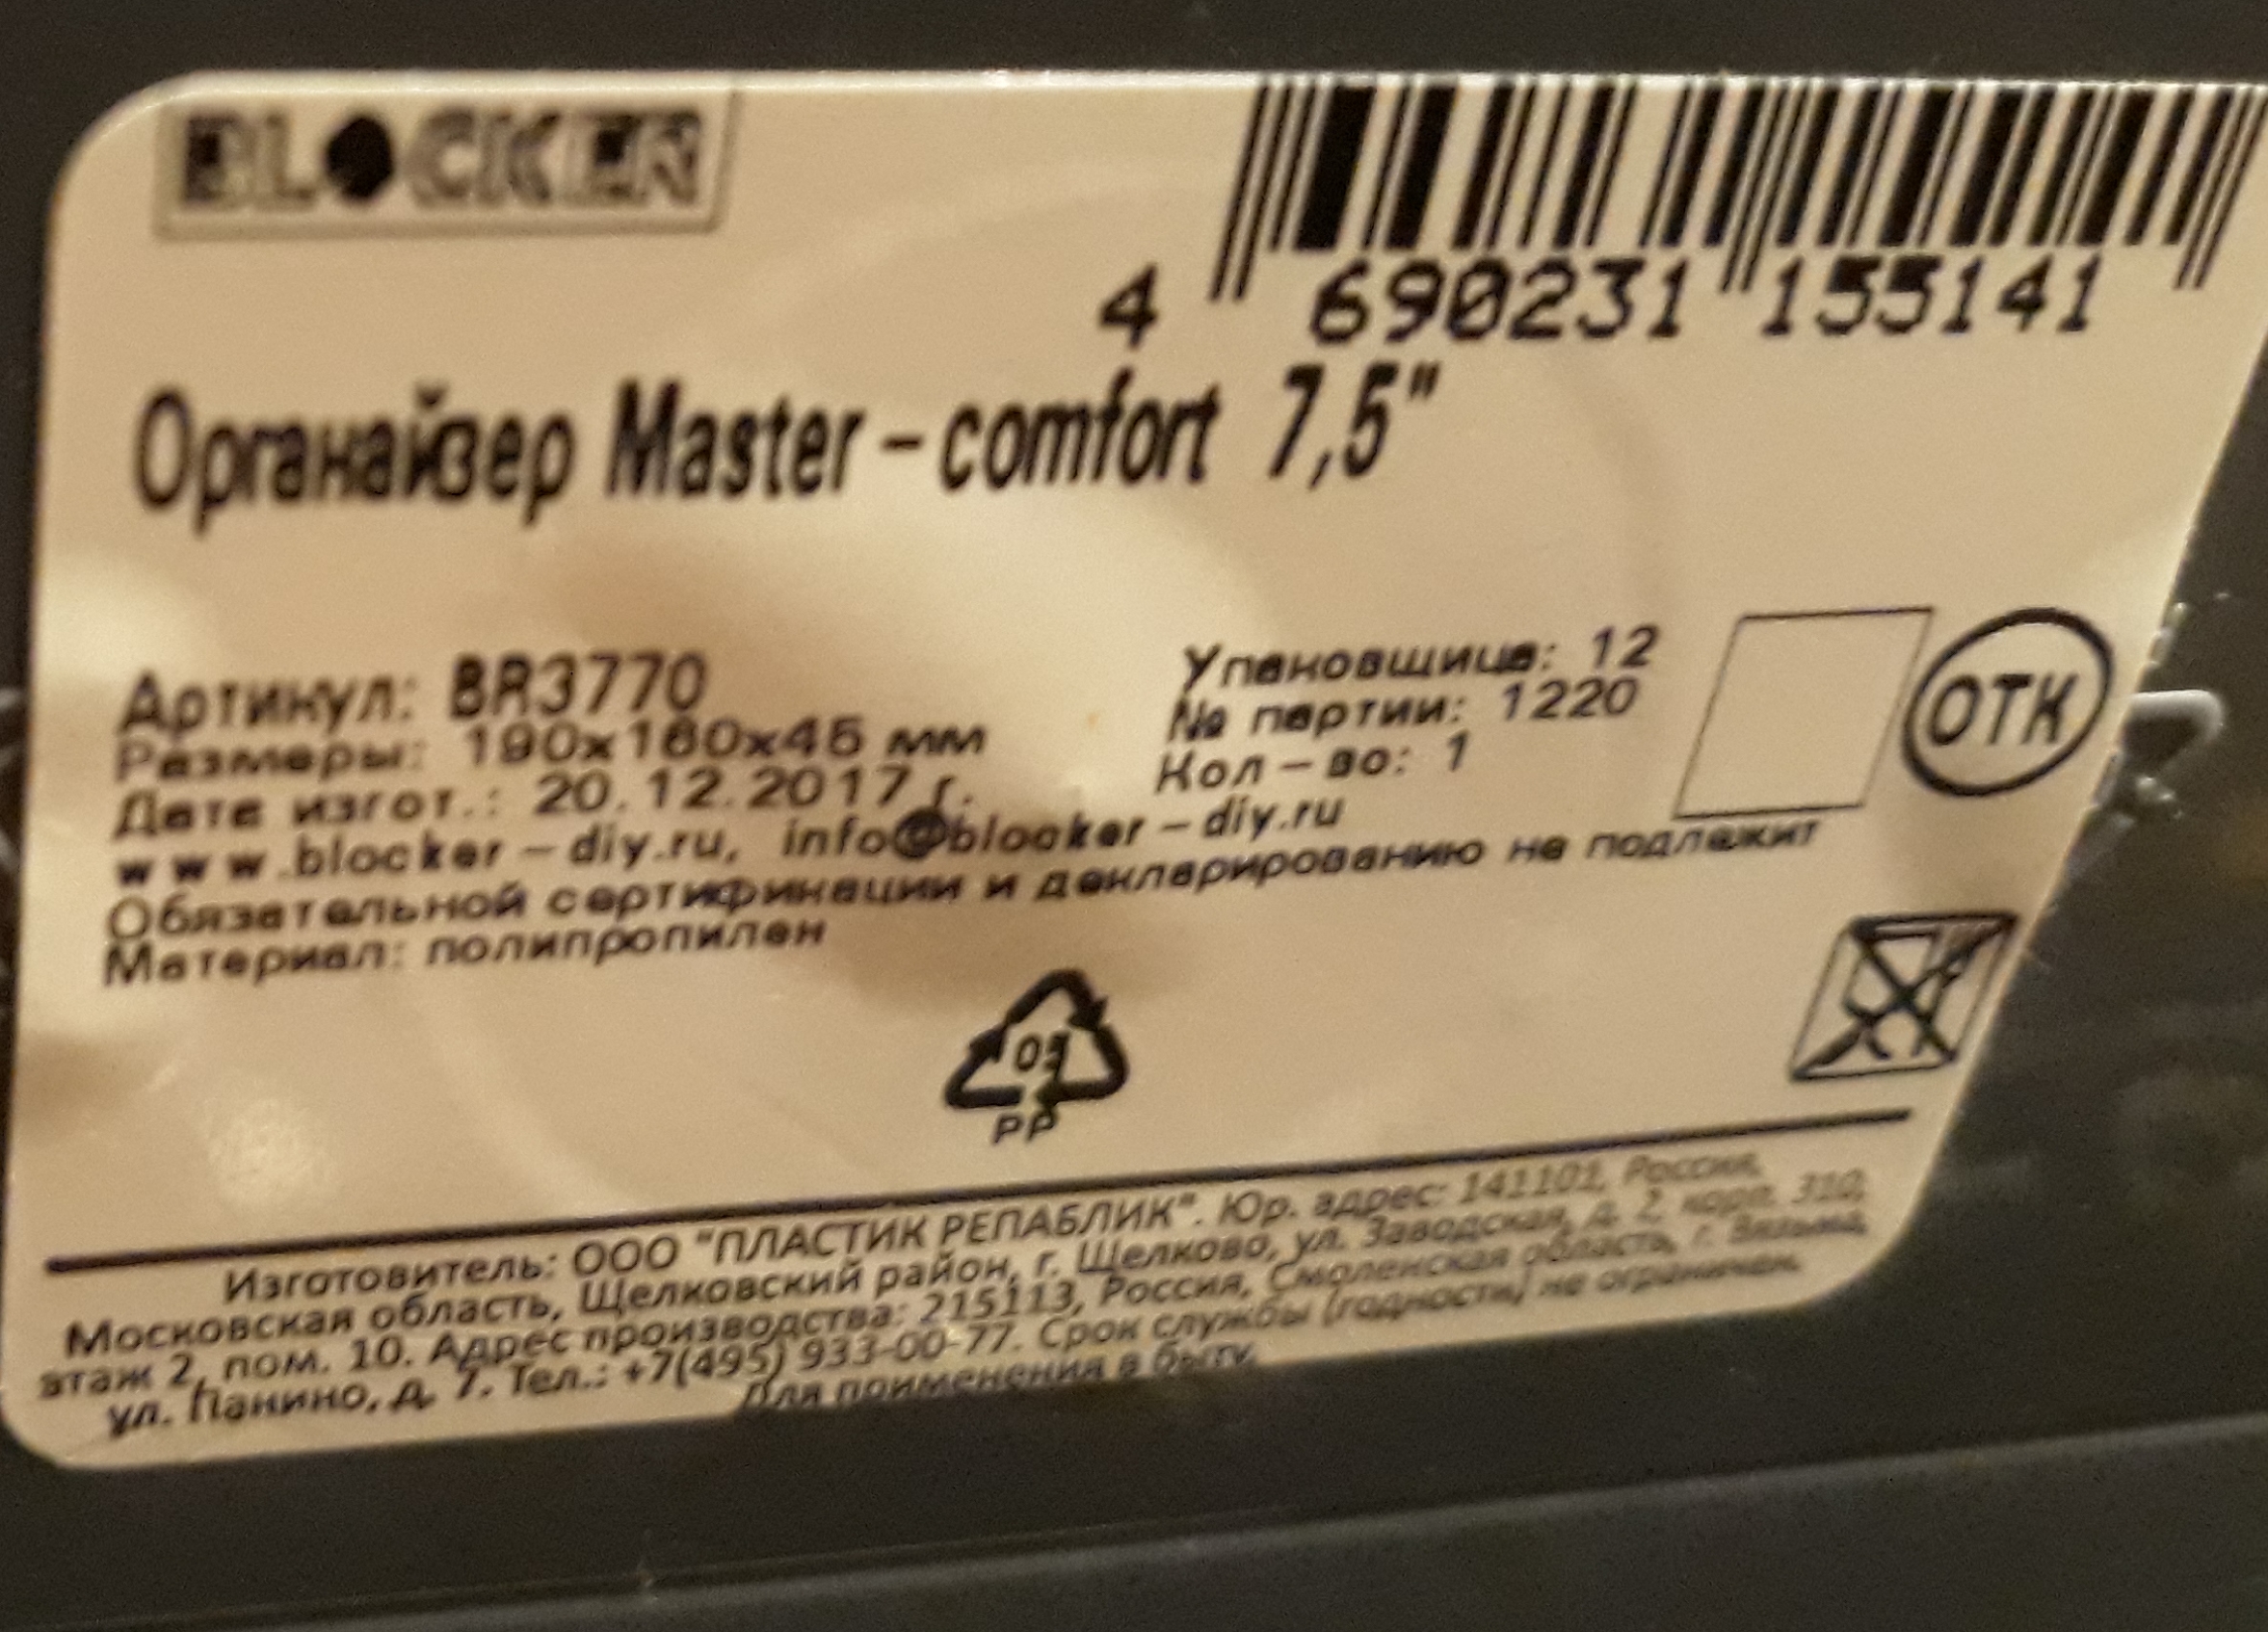 BLOCKER
4 690231 155141
Органайзер Master-comfort 7,5"
Артикул: BR3770
Размеры: 190x160x45 мм
Дата изгот.: 20.12.2017 г.
Упаковщица: 12
№ партии: 1220
Кол-во: 1
ОТК
www.blocker-diy.ru, info@blocker-diy.ru
Обязательной сертификации и декларированию не подлежит
Материал: полипропилен
PP
Изготовитель: ООО "ПЛАСТИК РЕПАБЛИК". Юр. адрес: 141101, Россия,
Московская область, Щелковский район, г. Щелково, ул. Заводская, д. 2, корп. 310,
этаж 2, пом. 10. Адрес производства: 215113, Россия, Смоленская область, г. Вязьма,
ул. Панино, д. 7. Тел.: +7(495) 933-00-77. Срок службы (годности) не ограничен.
Для применения в быту.